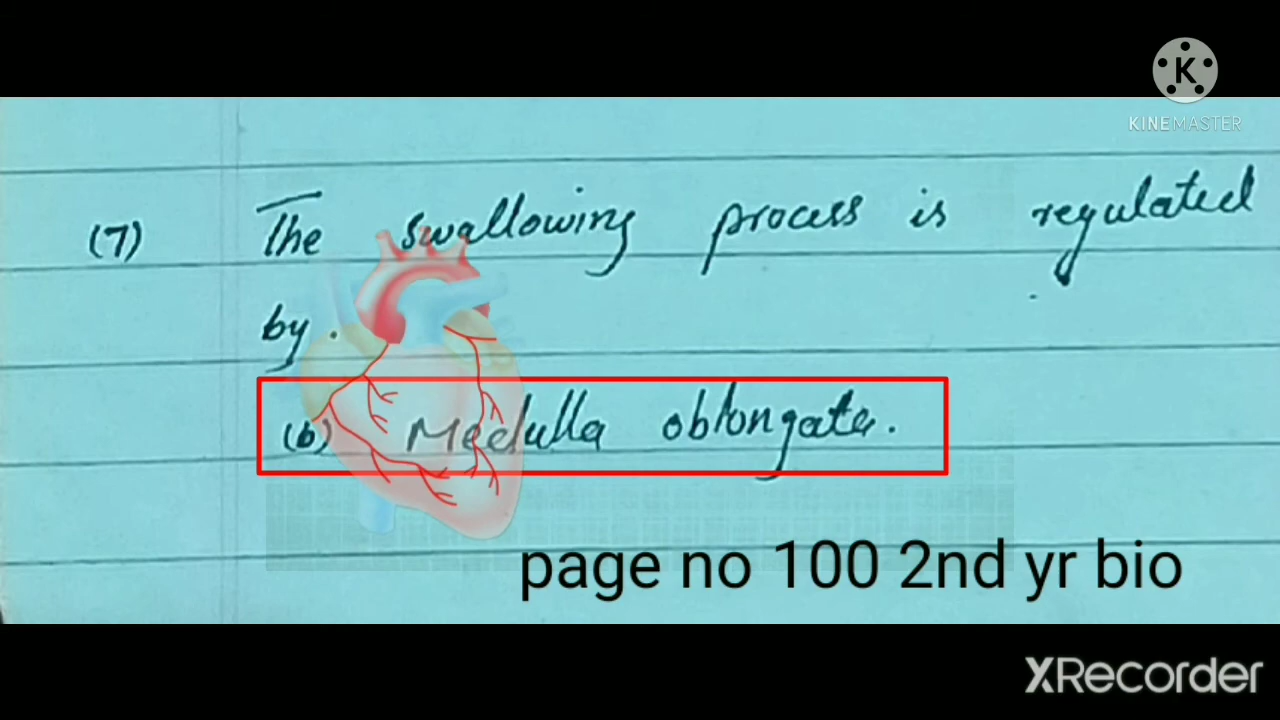 K
KINEMASTER
(7) The swallowing process is regulated
by.
(b) Medulla oblongata.
page no 100 2nd yr bio
XRecorder